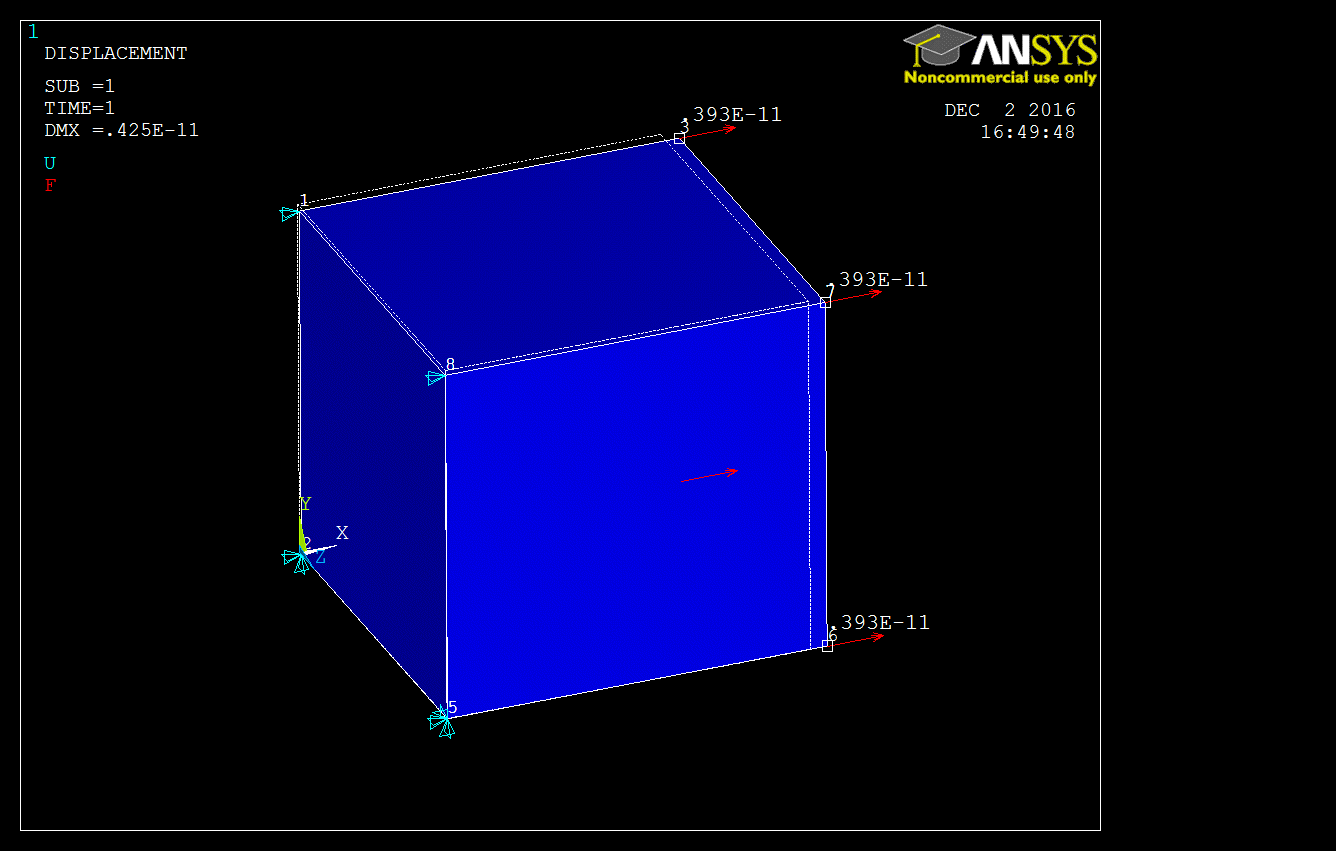 1
DISPLACEMENT
SUB =1
TIME=1
DMX =.425E-11
U
F
ANSYS
Noncommercial use only
DEC  2 2016
16:49:48
.393E-11
3
1
.393E-11
7
8
Y
X
2
Z
.393E-11
6
5